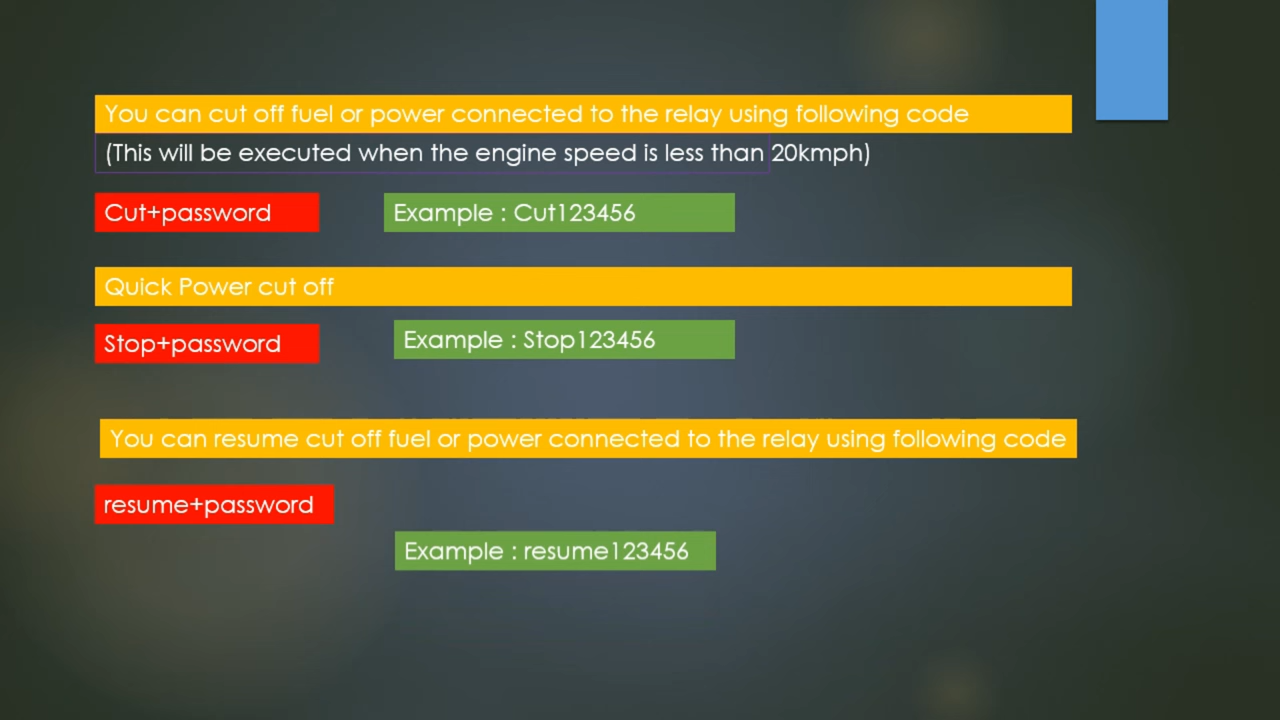 You can cut off fuel or power connected to the relay using following code
(This will be executed when the engine speed is less than 20kmph)
Cut+password
Example : Cut123456
Quick Power cut off
Stop+password
Example : Stop123456
You can resume cut off fuel or power connected to the relay using following code
resume+password
Example : resume123456